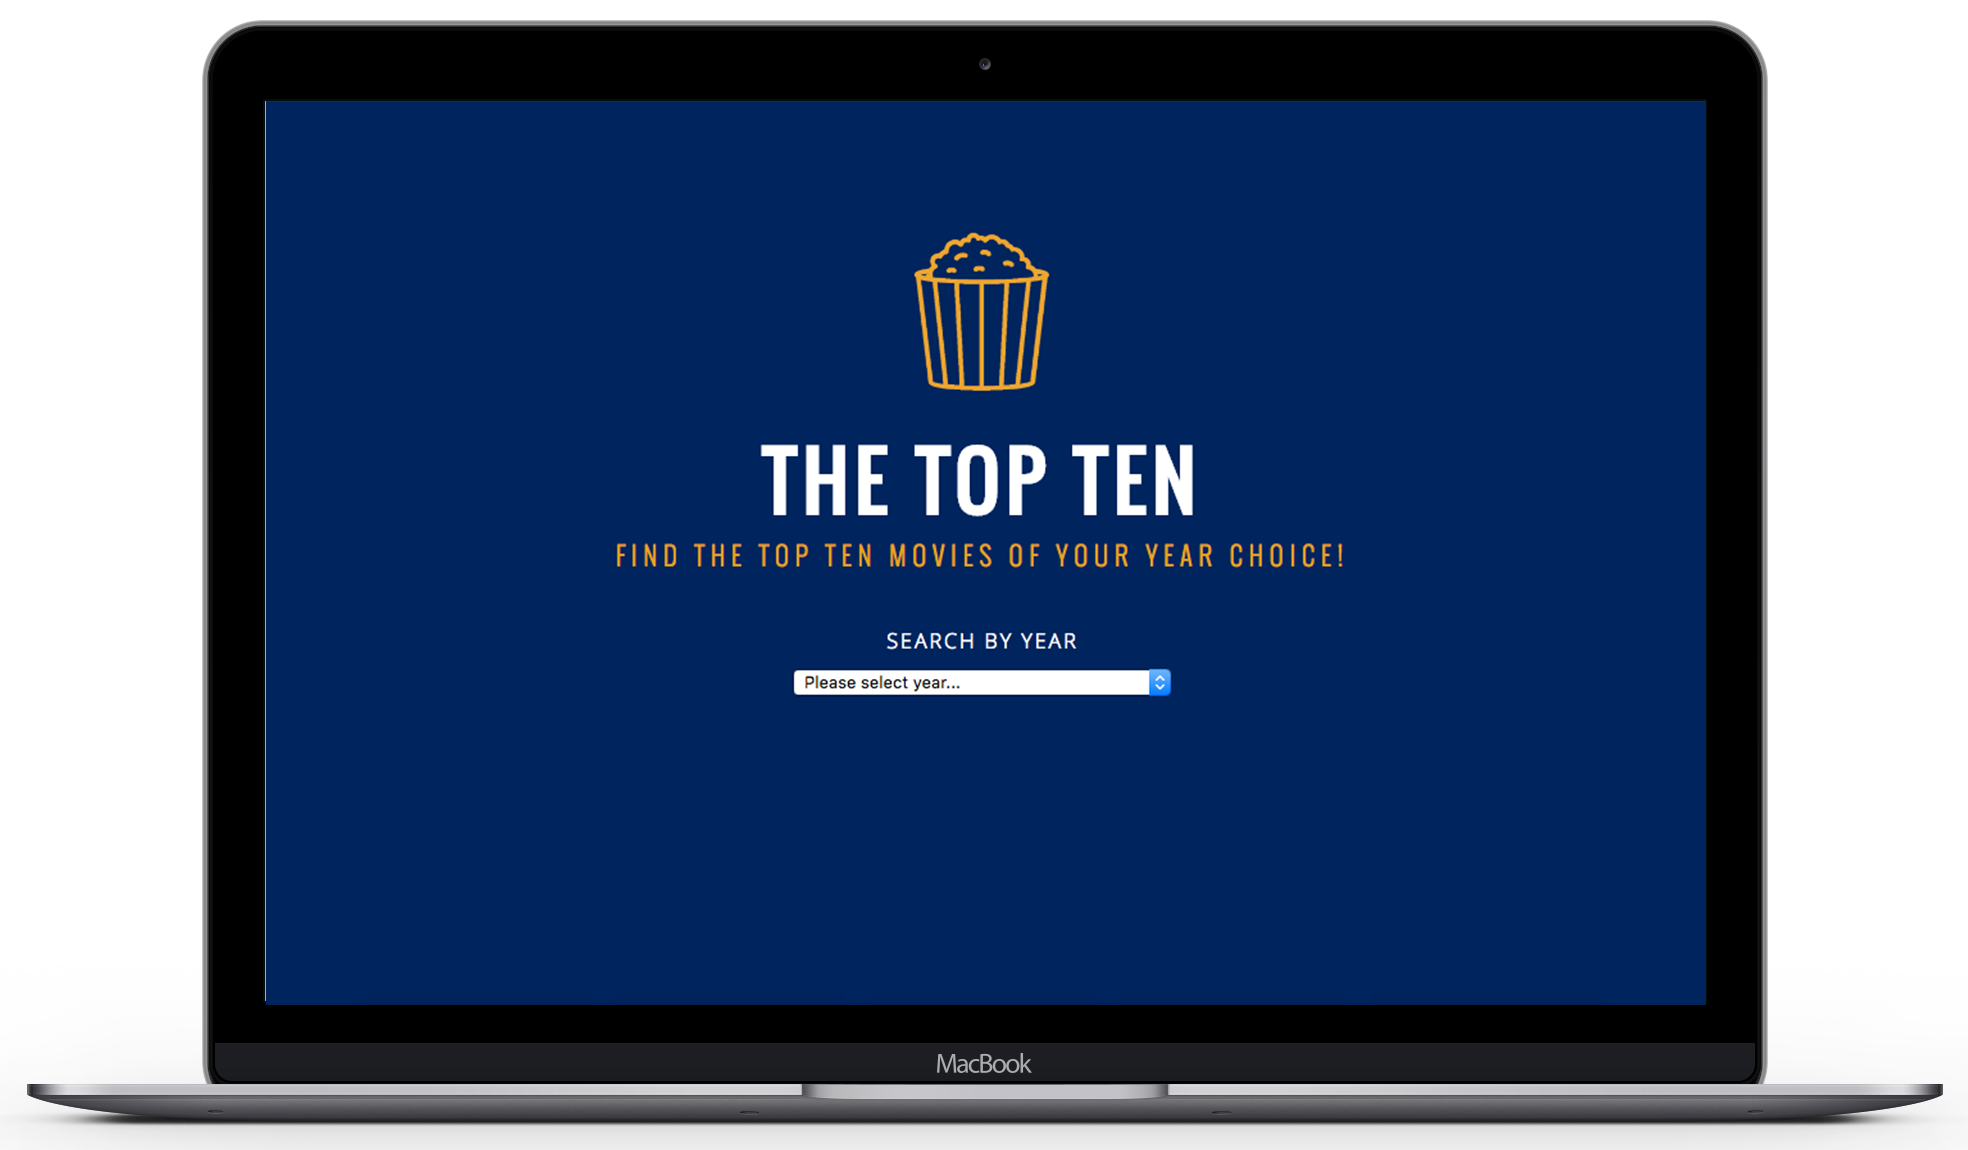 THE TOP TEN
FIND THE TOP TEN MOVIES OF YOUR YEAR CHOICE!
SEARCH BY YEAR
Please select year...
MacBook